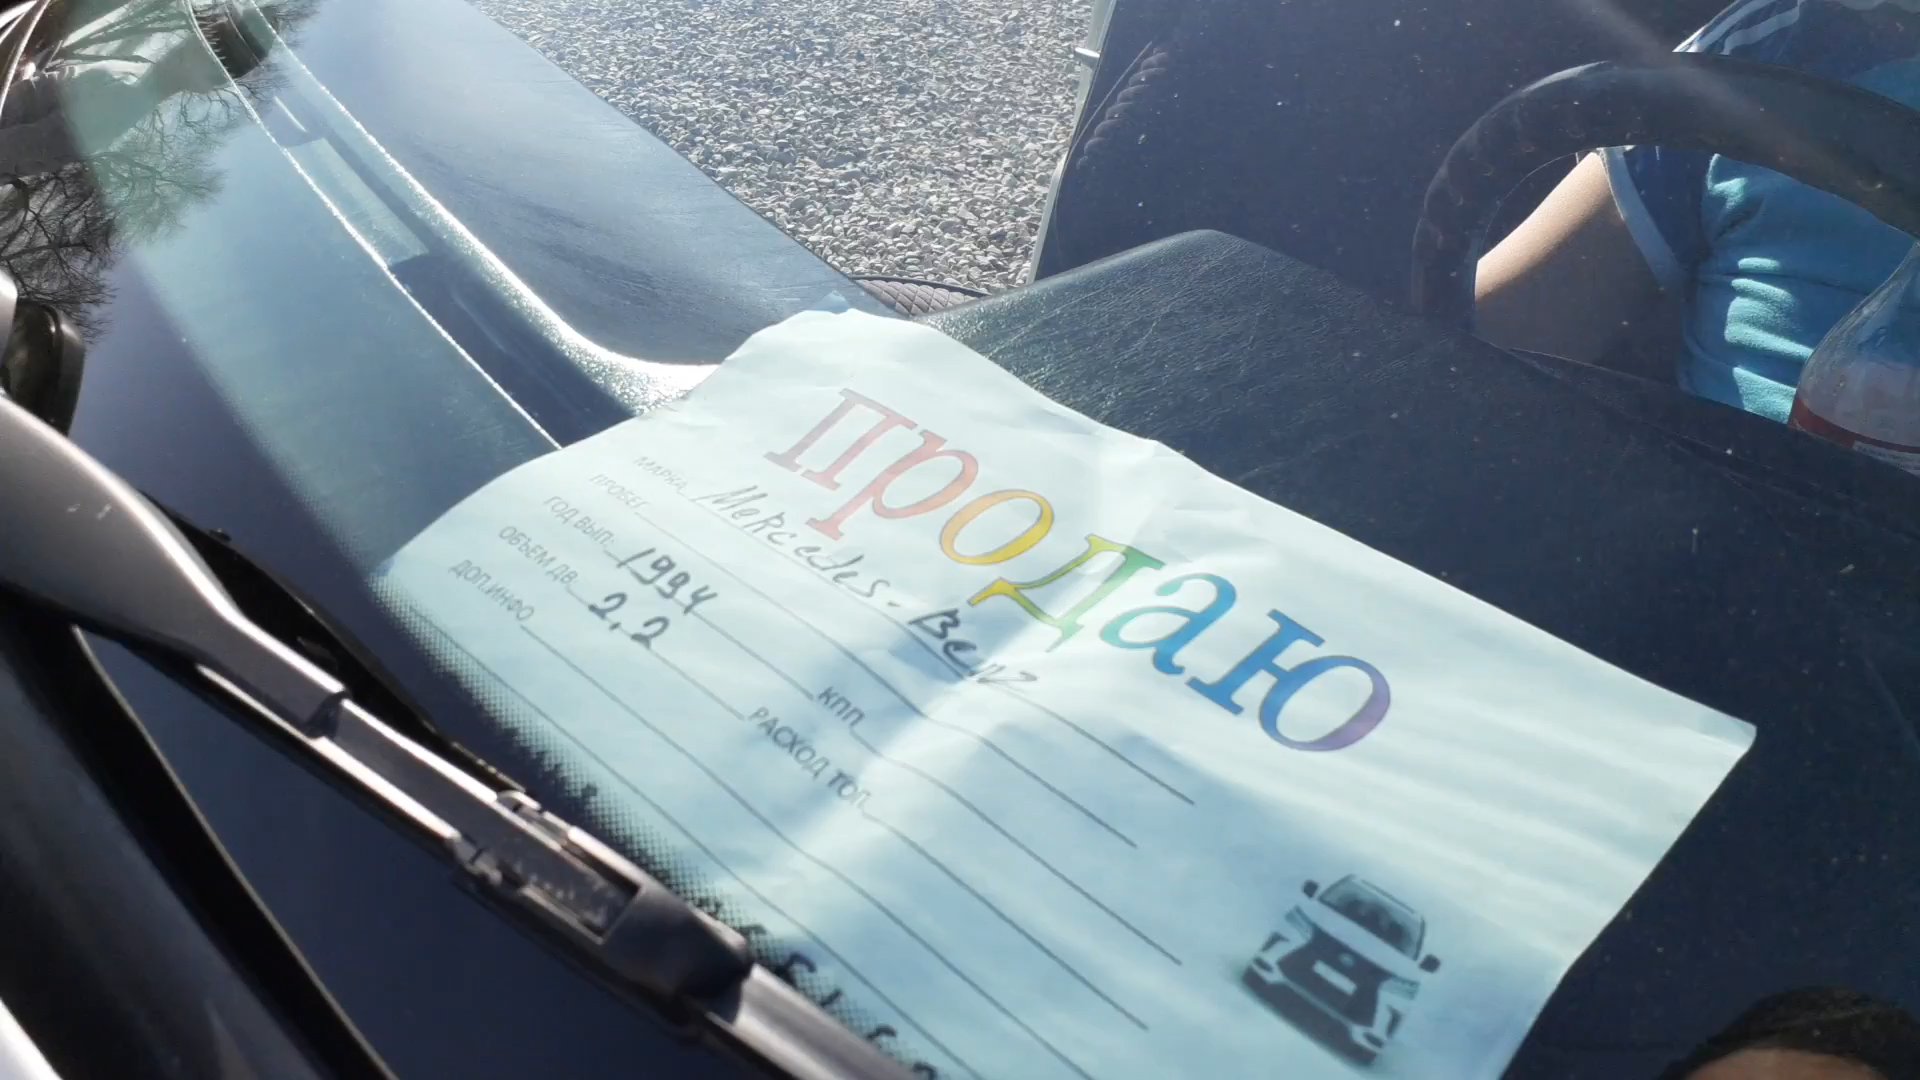 продаю
МАРКА Mercedes-Benz
ПРОБЕГ
ГОД ВЫП. 1994 КПП
ОБЪЕМ ДВ. 2,2 РАСХОД ТОП.
ДОП.ИНФО